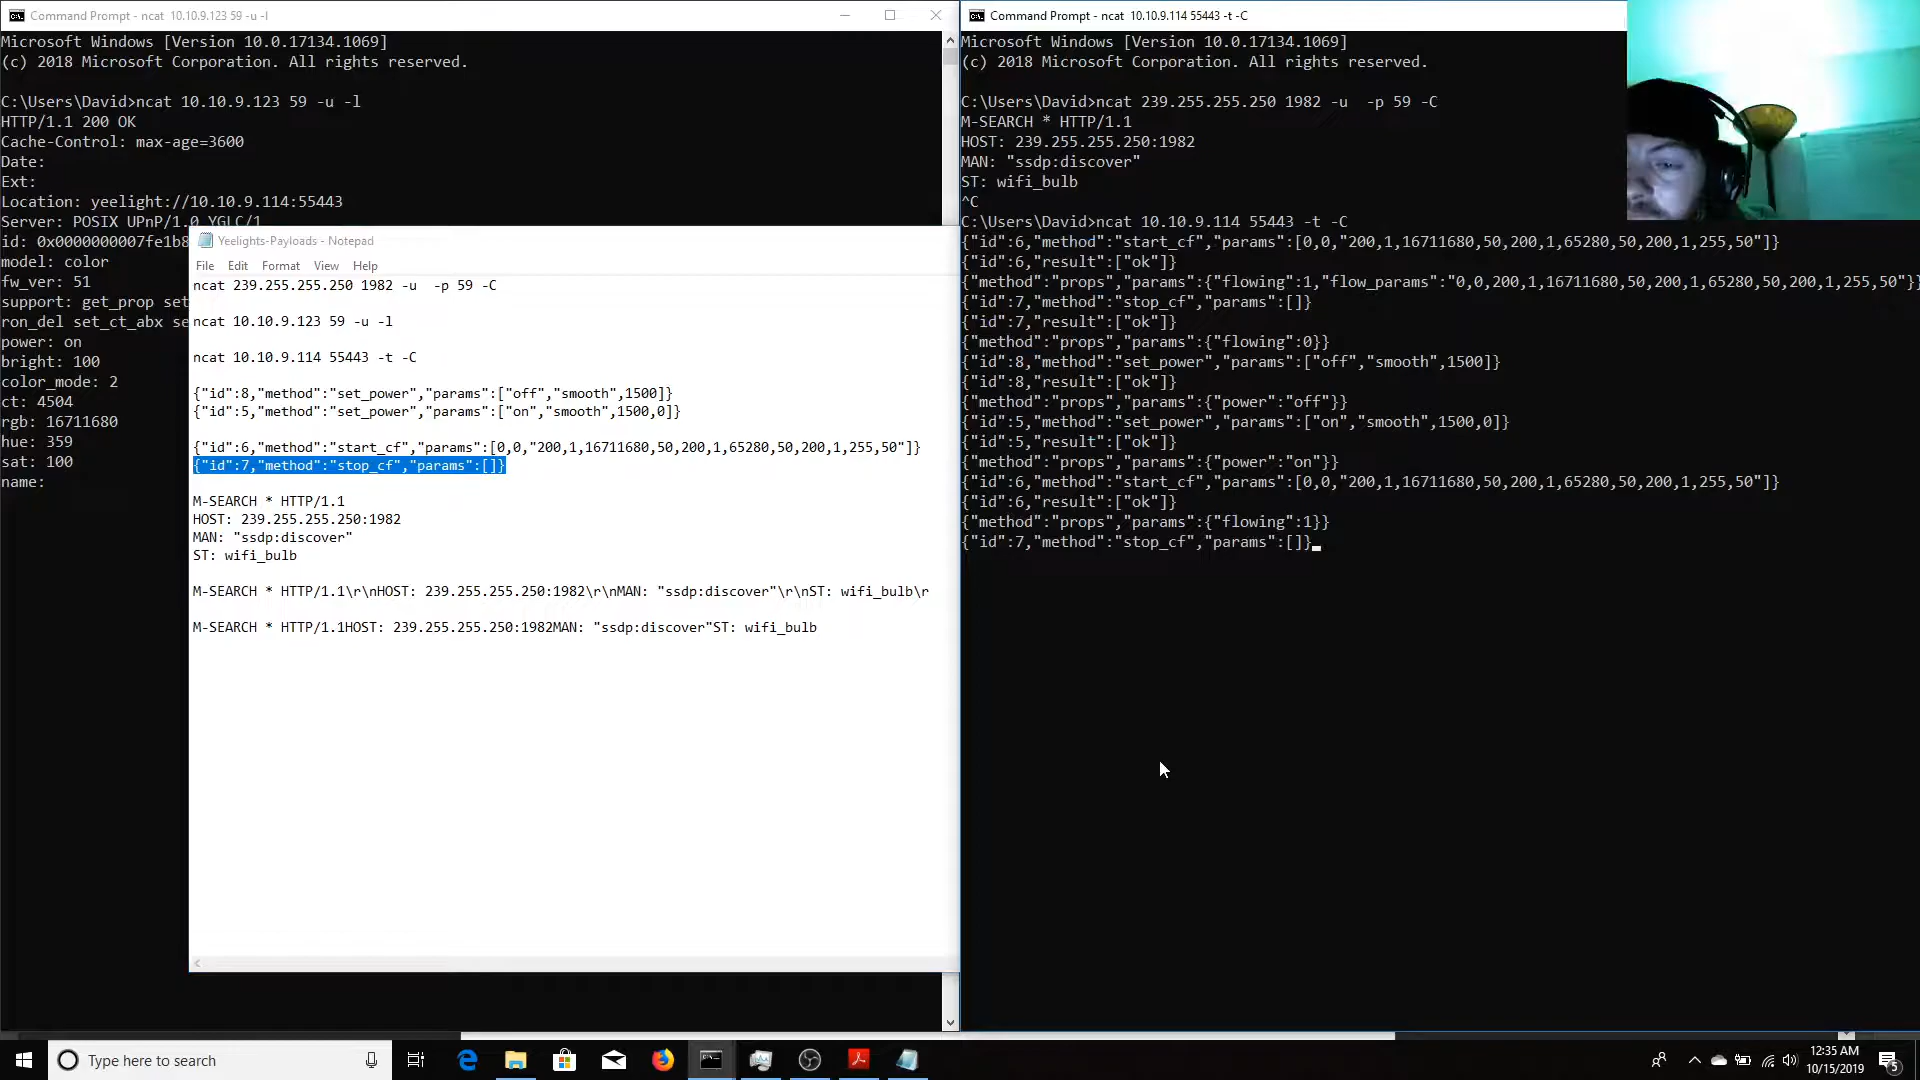 Command Prompt - ncat 10.10.9.123 59 -u -l
Microsoft Windows [Version 10.0.17134.1069]
(c) 2018 Microsoft Corporation. All rights reserved.
C:\Users\David>ncat 10.10.9.123 59 -u -l
HTTP/1.1 200 OK
Cache-Control: max-age=3600
Date:
Ext:
Location: yeelight://10.10.9.114:55443
Server: POSIX UPnP/1.0 YGLC/1
id: 0x0000000007fe1b8
model: color
fw_ver: 51
support: get_prop set
ron_del set_ct_abx se
power: on
bright: 100
color_mode: 2
ct: 4504
rgb: 16711680
hue: 359
sat: 100
name:
Yeelights-Payloads - Notepad
File Edit Format View Help
ncat 239.255.255.250 1982 -u  -p 59 -C
ncat 10.10.9.123 59 -u -l
ncat 10.10.9.114 55443 -t -C
{"id":8,"method":"set_power","params":["off","smooth",1500]}
{"id":5,"method":"set_power","params":["on","smooth",1500,0]}
{"id":6,"method":"start_cf","params":[0,0,"200,1,16711680,50,200,1,65280,50,200,1,255,50"]}
{"id":7,"method":"stop_cf","params":[]}
M-SEARCH * HTTP/1.1
HOST: 239.255.255.250:1982
MAN: "ssdp:discover"
ST: wifi_bulb
M-SEARCH * HTTP/1.1\r\nHOST: 239.255.255.250:1982\r\nMAN: "ssdp:discover"\r\nST: wifi_bulb\r
M-SEARCH * HTTP/1.1HOST: 239.255.255.250:1982MAN: "ssdp:discover"ST: wifi_bulb
Command Prompt - ncat  10.10.9.114 55443 -t -C
Microsoft Windows [Version 10.0.17134.1069]
(c) 2018 Microsoft Corporation. All rights reserved.
C:\Users\David>ncat 239.255.255.250 1982 -u  -p 59 -C
M-SEARCH * HTTP/1.1
HOST: 239.255.255.250:1982
MAN: "ssdp:discover"
ST: wifi_bulb
^C
C:\Users\David>ncat 10.10.9.114 55443 -t -C
{"id":6,"method":"start_cf","params":[0,0,"200,1,16711680,50,200,1,65280,50,200,1,255,50"]}
{"id":6,"result":["ok"]}
{"method":"props","params":{"flowing":1,"flow_params":"0,0,200,1,16711680,50,200,1,65280,50,200,1,255,50"}}
{"id":7,"method":"stop_cf","params":[]}
{"id":7,"result":["ok"]}
{"method":"props","params":{"flowing":0}}
{"id":8,"method":"set_power","params":["off","smooth",1500]}
{"id":8,"result":["ok"]}
{"method":"props","params":{"power":"off"}}
{"id":5,"method":"set_power","params":["on","smooth",1500,0]}
{"id":5,"result":["ok"]}
{"method":"props","params":{"power":"on"}}
{"id":6,"method":"start_cf","params":[0,0,"200,1,16711680,50,200,1,65280,50,200,1,255,50"]}
{"id":6,"result":["ok"]}
{"method":"props","params":{"flowing":1}}
{"id":7,"method":"stop_cf","params":[]}
Type here to search
12:35 AM
10/15/2019
5